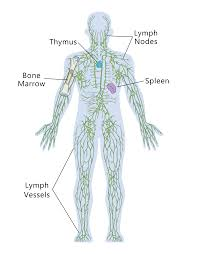 Thymus
Lymph
Nodes
Bone
Marrow
Spleen
Lymph
Vessels